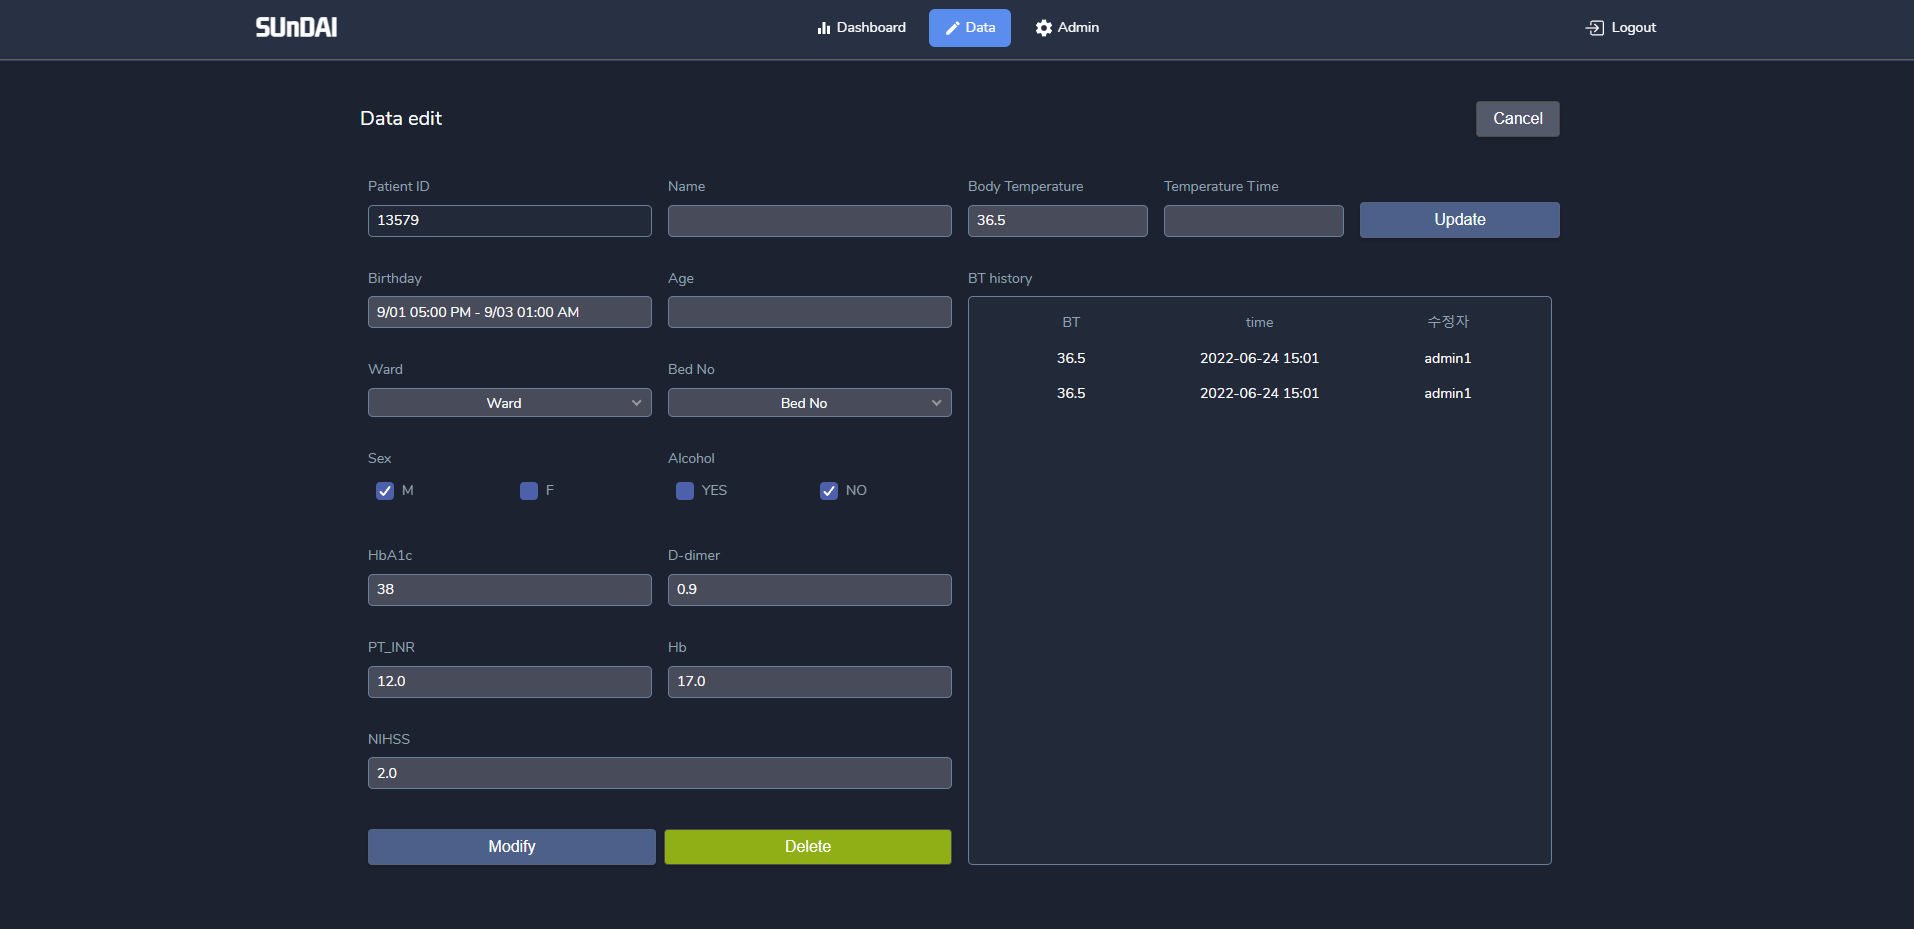 SUnDAI
Dashboard
Data
Admin
Logout
Data edit
Cancel
Patient ID
Name
Body Temperature
Temperature Time
13579
36.5
Update
Birthday
Age
BT history
9/01 05:00 PM - 9/03 01:00 AM
BT time 수정자
36.5 2022-06-24 15:01 admin1
36.5 2022-06-24 15:01 admin1
Ward
Bed No
Ward
Bed No
Sex
Alcohol
M
F
YES
NO
HbA1c
D-dimer
38
0.9
PT_INR
Hb
12.0
17.0
NIHSS
2.0
Modify
Delete